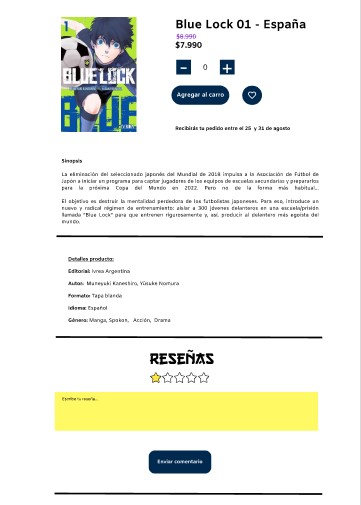 1
BLUE LOCK
BLUE
Blue Lock 01 - España
$8.990
$7.990
- 0 +
Agregar al carro
Recibirás tu pedido entre el 25 y 31 de agosto
Sinopsis
La eliminación del seleccionado japonés del Mundial de 2018 impulsa a la Asociación de Fútbol de
Japón a iniciar un programa para captar jugadores de los equipos de escuelas secundarias y prepararlos
para la próxima Copa del Mundo en 2022. Pero no de la forma más habitual...
El objetivo es destruir la mentalidad perdedora de los futbolistas japoneses. Para eso, introduce un
nuevo y radical régimen de entrenamiento: aislar a 300 jóvenes delanteros en una escuela/prisión
llamada "Blue Lock" para que entrenen rigurosamente y, así, producir al delantero más egoísta del
mundo.
Detalles producto:
Editorial: Ivrea Argentina
Autor: Muneyuki Kaneshiro, Yūsuke Nomura
Formato: Tapa blanda
Idioma: Español
Género: Manga, Spokon, Acción, Drama
RESEÑAS
Escribe tu reseña...
Enviar comentario